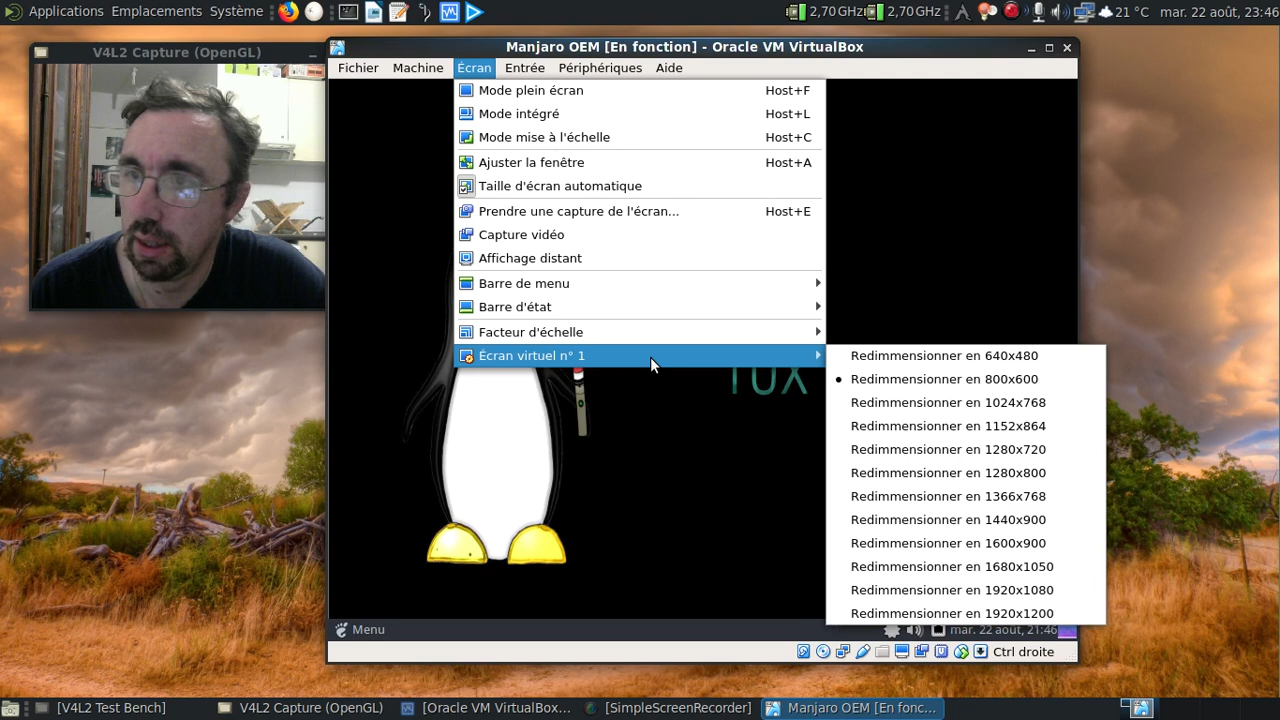 Applications Emplacements Système 2,70 GHz 2,70 GHz 21 °C mar. 22 août, 23:46
V4L2 Capture (OpenGL)
Manjaro OEM [En fonction] - Oracle VM VirtualBox
Fichier Machine Écran Entrée Périphériques Aide
Mode plein écran Host+F
Mode intégré Host+L
Mode mise à l'échelle Host+C
Ajuster la fenêtre Host+A
Taille d'écran automatique
Prendre une capture de l'écran... Host+E
Capture vidéo
Affichage distant
Barre de menu
Barre d'état
Facteur d'échelle
Écran virtuel n° 1
Redimmensionner en 640x480
Redimmensionner en 800x600
Redimmensionner en 1024x768
Redimmensionner en 1152x864
Redimmensionner en 1280x720
Redimmensionner en 1280x800
Redimmensionner en 1366x768
Redimmensionner en 1440x900
Redimmensionner en 1600x900
Redimmensionner en 1680x1050
Redimmensionner en 1920x1080
Redimmensionner en 1920x1200
TUX
Menu mar. 22 août, 21:46
Ctrl droite
[V4L2 Test Bench] V4L2 Capture (OpenGL) [Oracle VM VirtualBox... [SimpleScreenRecorder] Manjaro OEM [En fonc...